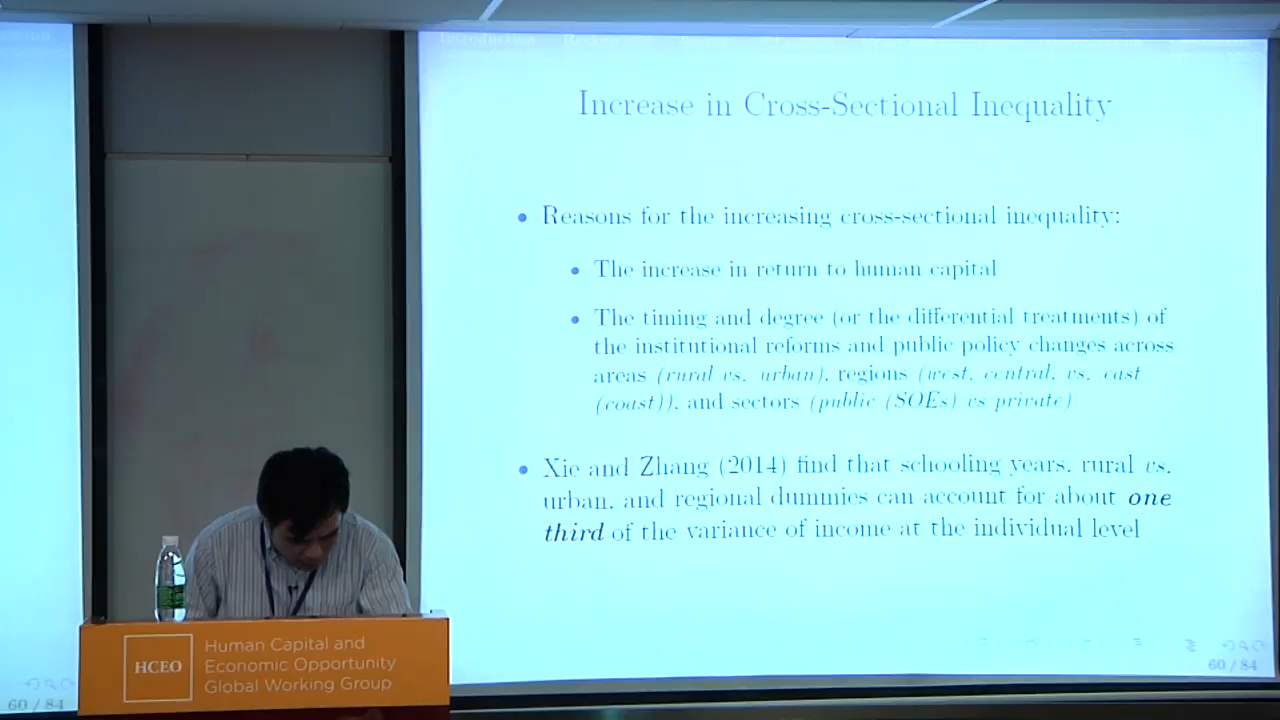 Introduction
Increase in Cross-Sectional Inequality
Reasons for the increasing cross-sectional inequality:
The increase in return to human capital
The timing and degree (or the differential treatments) of
the institutional reforms and public policy changes across
areas (rural vs. urban), regions (west, central, vs. east
(coast)), and sectors (public (SOEs) vs private)
Xie and Zhang (2014) find that schooling years, rural vs.
urban, and regional dummies can account for about one
third of the variance of income at the individual level
60 / 84
60 / 84
HCEO
Human Capital and
Economic Opportunity
Global Working Group